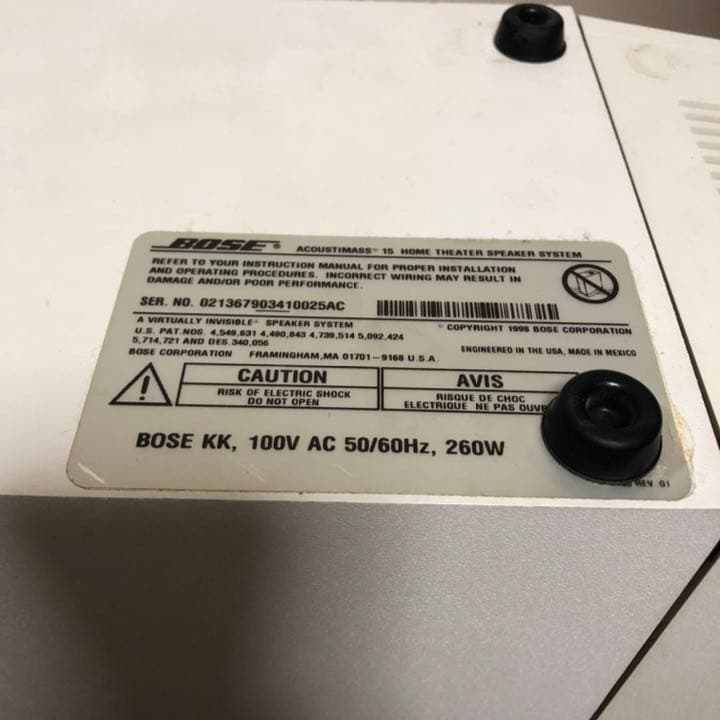 BOSE®
ACOUSTIMASS® 15 HOME THEATER SPEAKER SYSTEM
REFER TO YOUR INSTRUCTION MANUAL FOR PROPER INSTALLATION
AND OPERATING PROCEDURES. INCORRECT WIRING MAY RESULT IN
DAMAGE AND/OR POOR PERFORMANCE.
SER. NO. 021367903410025AC
A VIRTUALLY INVISIBLE® SPEAKER SYSTEM
© COPYRIGHT 1998 BOSE CORPORATION
U.S. PAT.NOS. 4,549,631 4,490,843 4,739,514 5,092,424
5,714,721 AND DES.340,056
ENGINEERED IN THE USA, MADE IN MEXICO
BOSE CORPORATION FRAMINGHAM,MA 01701-9168 U.S.A.
CAUTION
RISK OF ELECTRIC SHOCK
DO NOT OPEN
AVIS
RISQUE DE CHOC
ELECTRIQUE NE PAS
BOSE KK, 100V AC 50/60Hz, 260W
REV 01